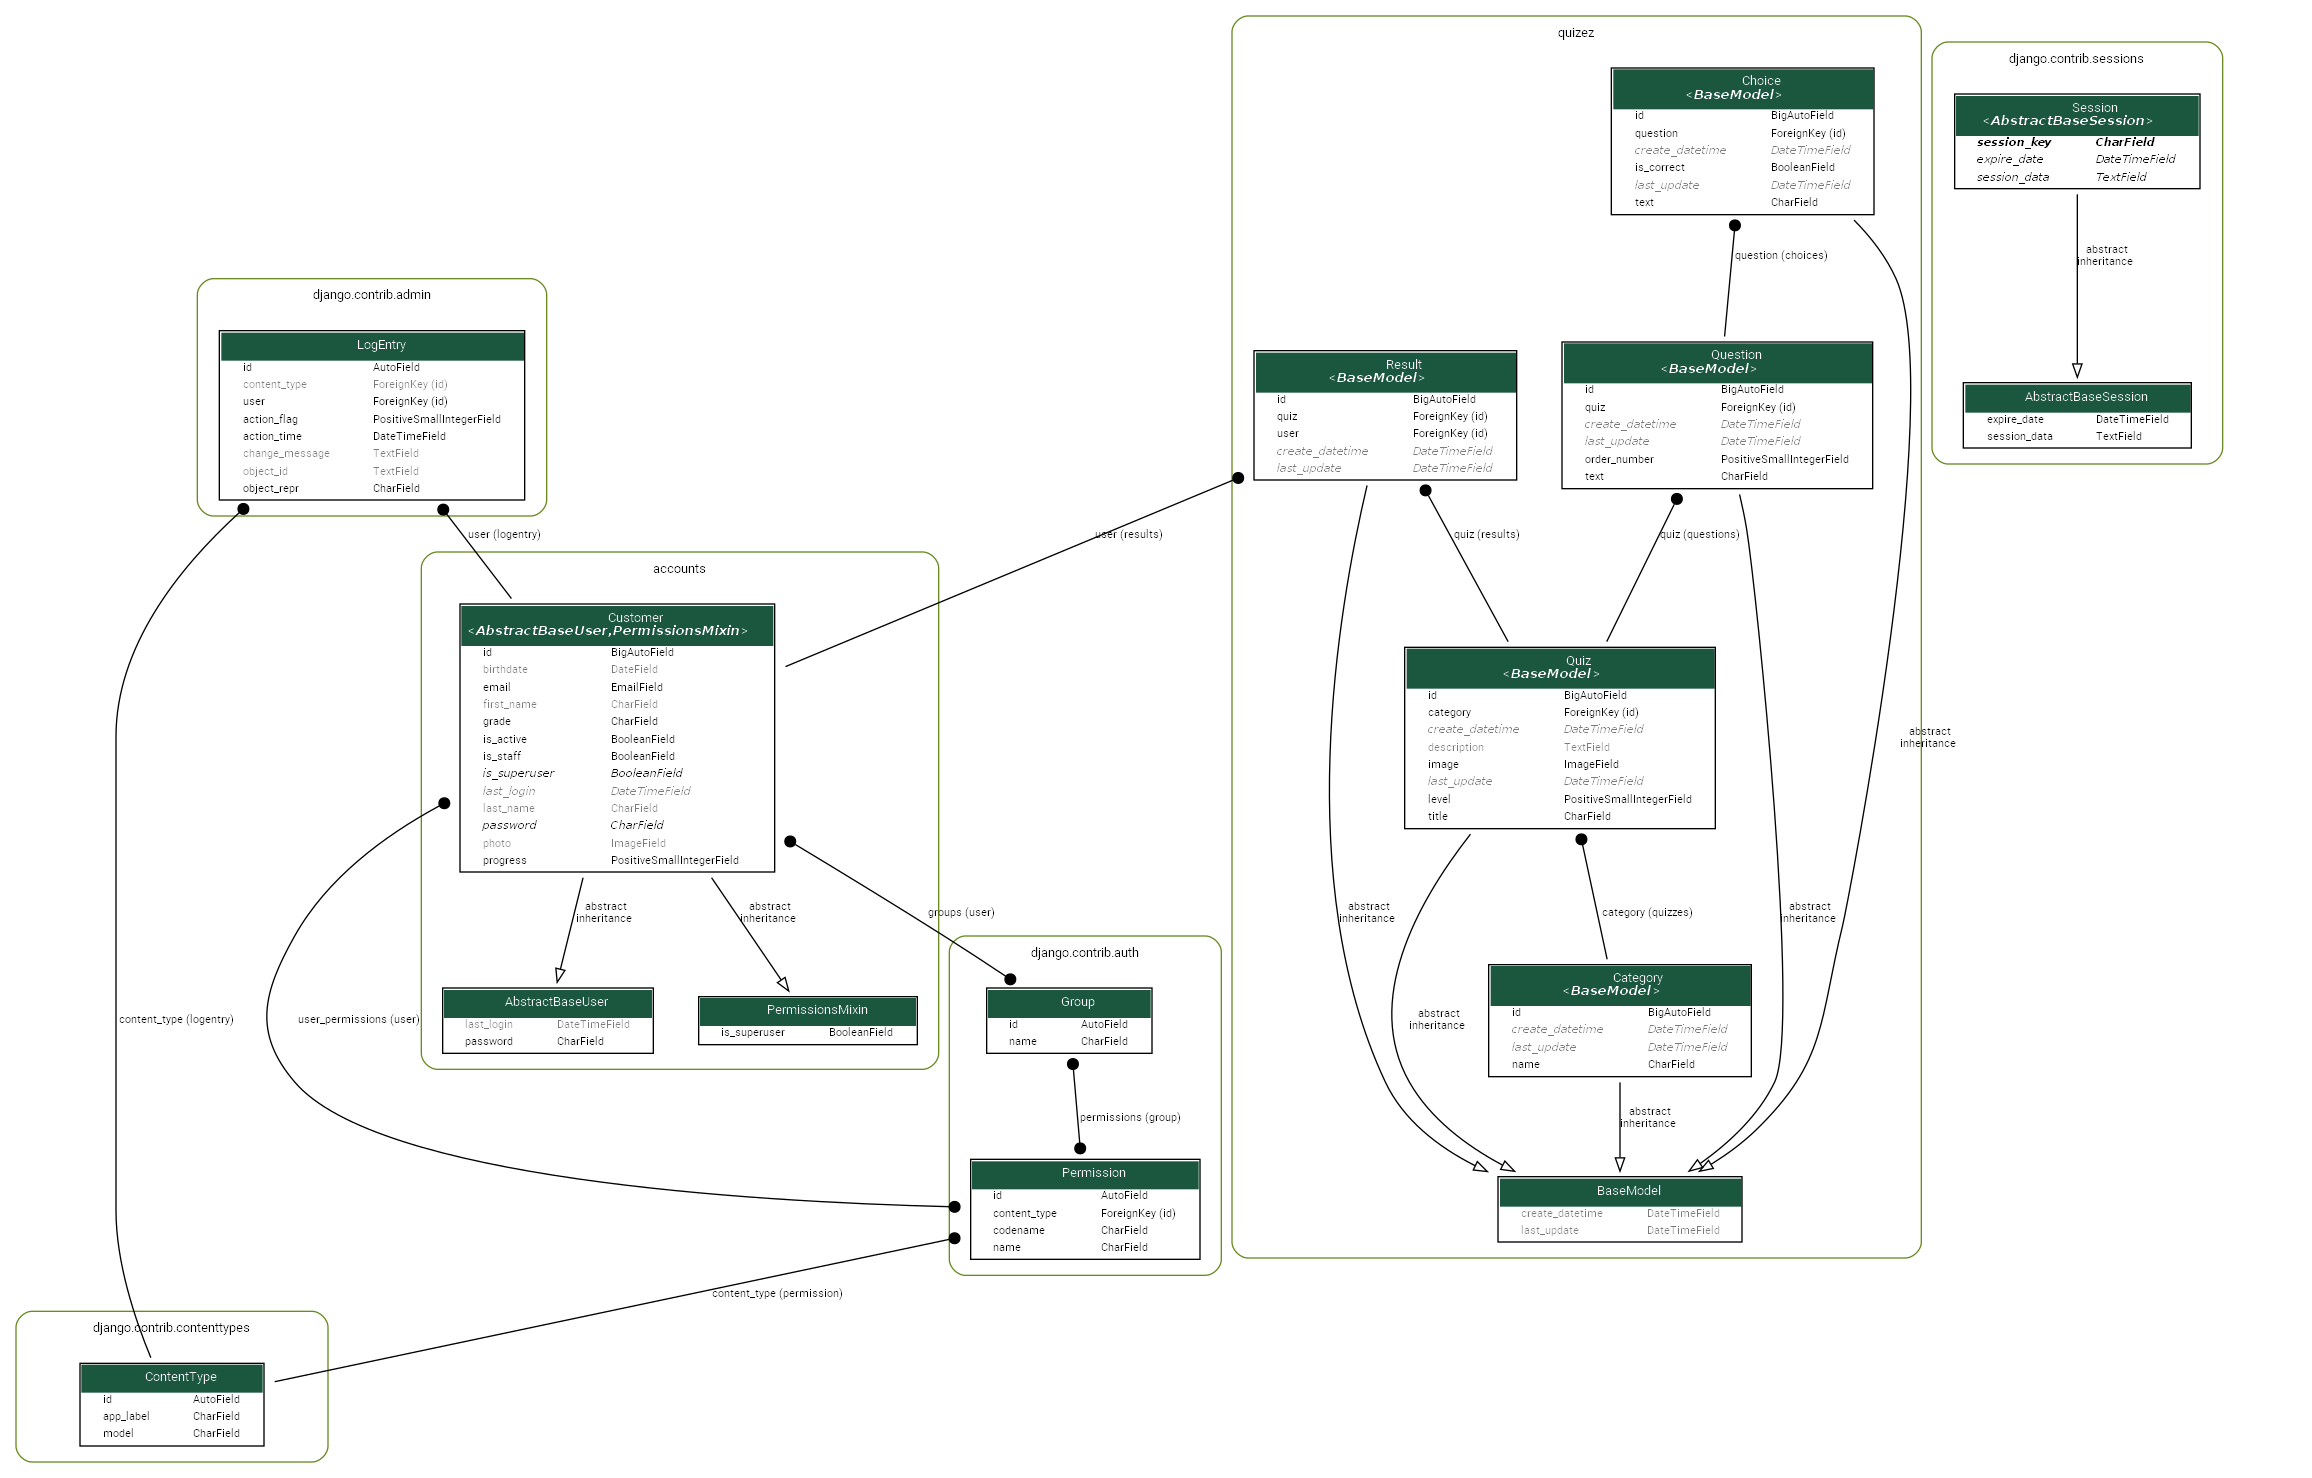 quizez
Choice
<BaseModel>
id BigAutoField
question ForeignKey (id)
create_datetime DateTimeField
is_correct BooleanField
last_update DateTimeField
text CharField
question (choices)
django.contrib.sessions
Session
<AbstractBaseSession>
session_key CharField
expire_date DateTimeField
session_data TextField
abstract
inheritance
AbstractBaseSession
expire_date DateTimeField
session_data TextField
django.contrib.admin
LogEntry
id AutoField
content_type ForeignKey (id)
user ForeignKey (id)
action_flag PositiveSmallIntegerField
action_time DateTimeField
change_message TextField
object_id TextField
object_repr CharField
user (logentry)
Result
<BaseModel>
id BigAutoField
quiz ForeignKey (id)
user ForeignKey (id)
create_datetime DateTimeField
last_update DateTimeField
Question
<BaseModel>
id BigAutoField
quiz ForeignKey (id)
create_datetime DateTimeField
last_update DateTimeField
order_number PositiveSmallIntegerField
text CharField
user (results)
quiz (results)
quiz (questions)
accounts
Customer
<AbstractBaseUser,PermissionsMixin>
id BigAutoField
birthdate DateField
email EmailField
first_name CharField
grade CharField
is_active BooleanField
is_staff BooleanField
is_superuser BooleanField
last_login DateTimeField
last_name CharField
password CharField
photo ImageField
progress PositiveSmallIntegerField
abstract
inheritance
abstract
inheritance
groups (user)
AbstractBaseUser
last_login DateTimeField
password CharField
PermissionsMixin
is_superuser BooleanField
Quiz
<BaseModel>
id BigAutoField
category ForeignKey (id)
create_datetime DateTimeField
description TextField
image ImageField
last_update DateTimeField
level PositiveSmallIntegerField
title CharField
abstract
inheritance
abstract
inheritance
category (quizzes)
abstract
inheritance
abstract
inheritance
Category
<BaseModel>
id BigAutoField
create_datetime DateTimeField
last_update DateTimeField
name CharField
abstract
inheritance
BaseModel
create_datetime DateTimeField
last_update DateTimeField
django.contrib.auth
Group
id AutoField
name CharField
permissions (group)
Permission
id AutoField
content_type ForeignKey (id)
codename CharField
name CharField
content_type (logentry)
user_permissions (user)
content_type (permission)
django.contrib.contenttypes
ContentType
id AutoField
app_label CharField
model CharField